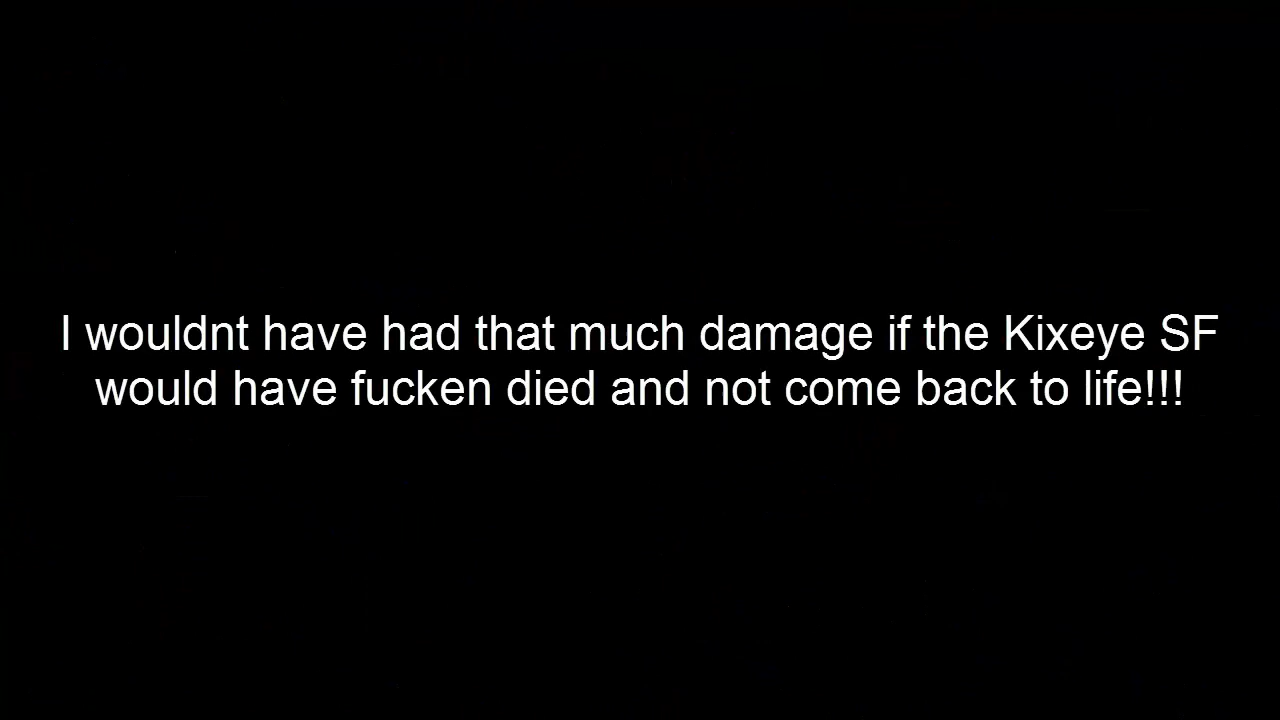 I wouldnt have had that much damage if the Kixeye SF
would have fucken died and not come back to life!!!